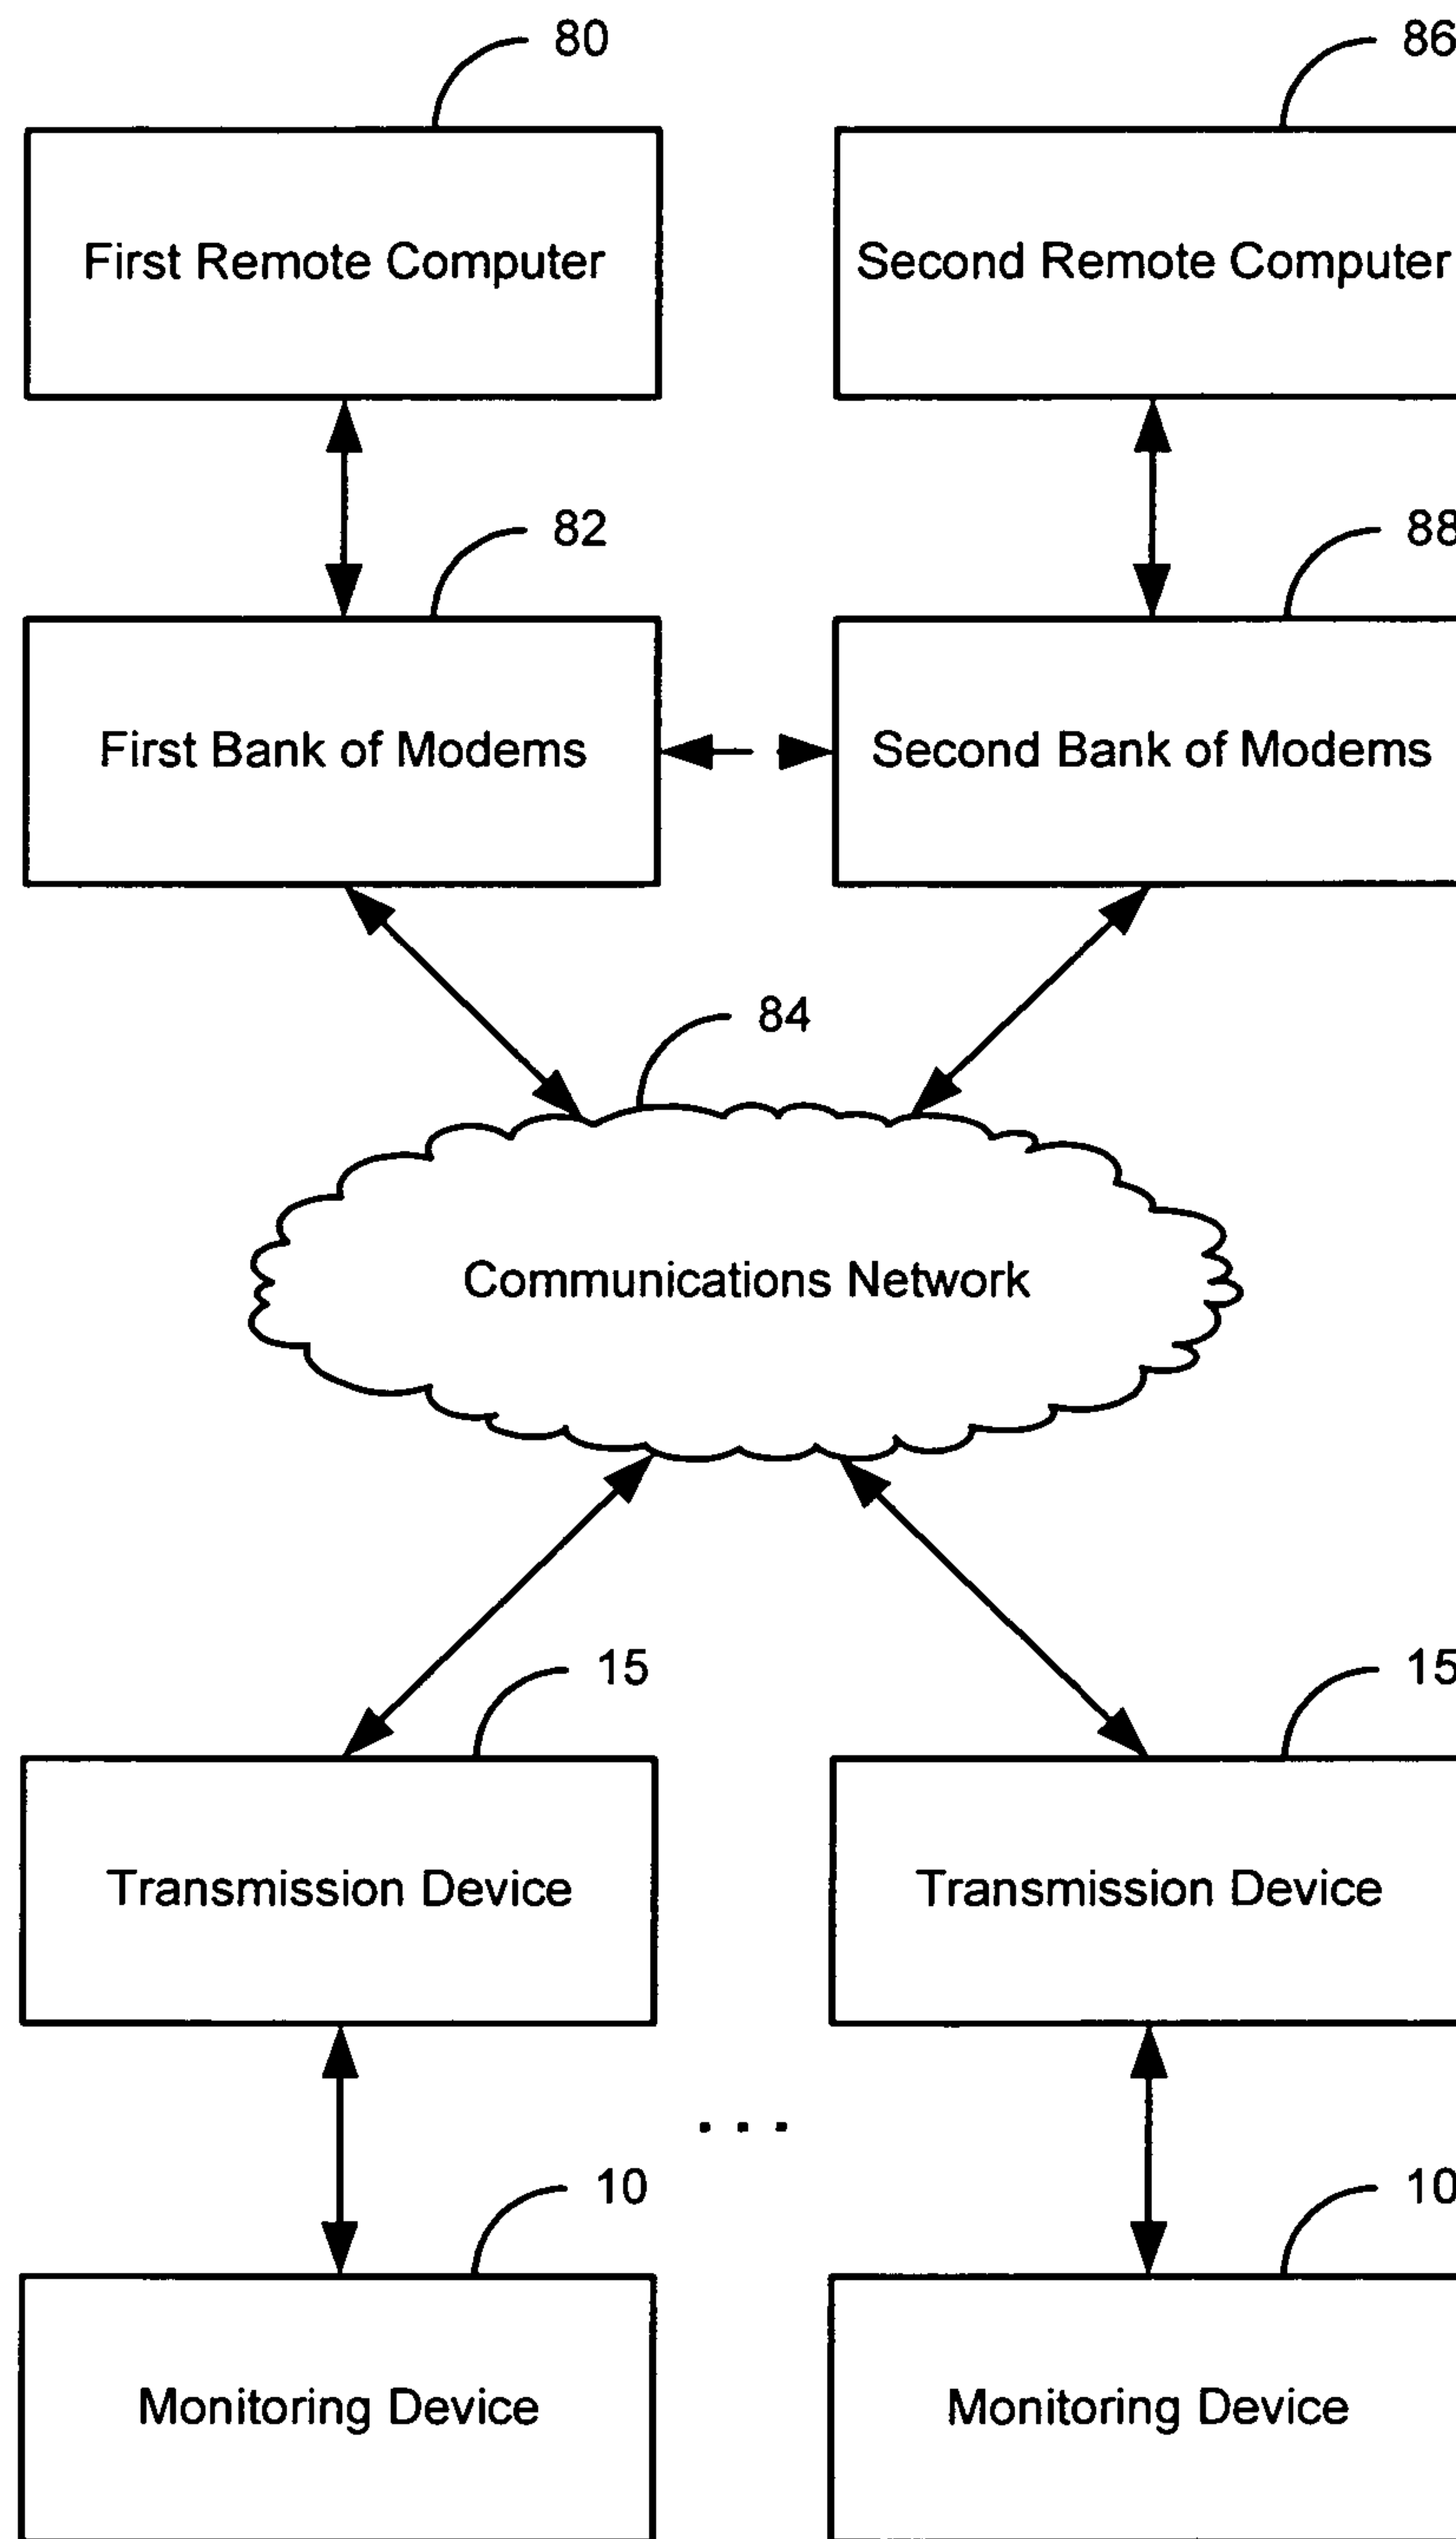 80
86
First Remote Computer
Second Remote Computer
82
88
First Bank of Modems
Second Bank of Modems
84
Communications Network
15
15
Transmission Device
Transmission Device
. . .
10
10
Monitoring Device
Monitoring Device